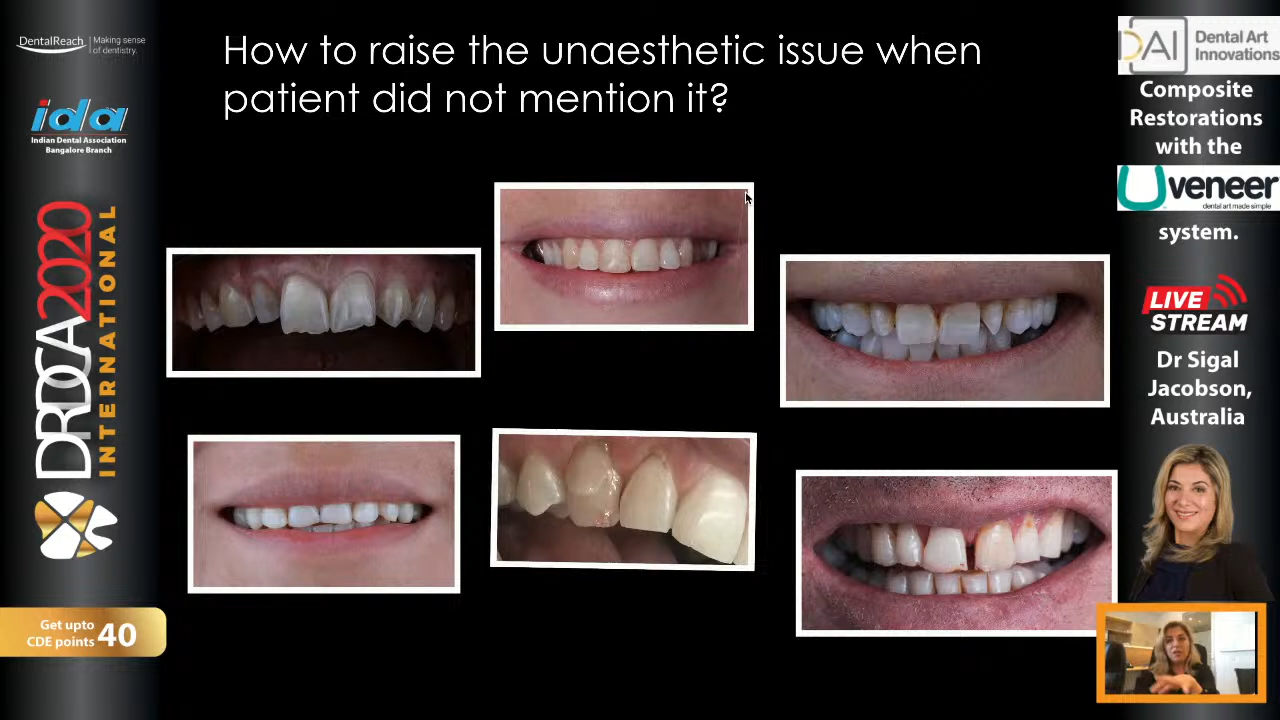 DentalReach
Making sense
of dentistry.
ida
Indian Dental Association
Bangalore Branch
DRDCA2020
INTERNATIONAL
Get upto
CDE points 40
How to raise the unaesthetic issue when
patient did not mention it?
DAI
Dental Art
Innovations
Composite
Restorations
with the
Uveneer
dental art made simple
system.
LIVE
STREAM
Dr Sigal
Jacobson,
Australia